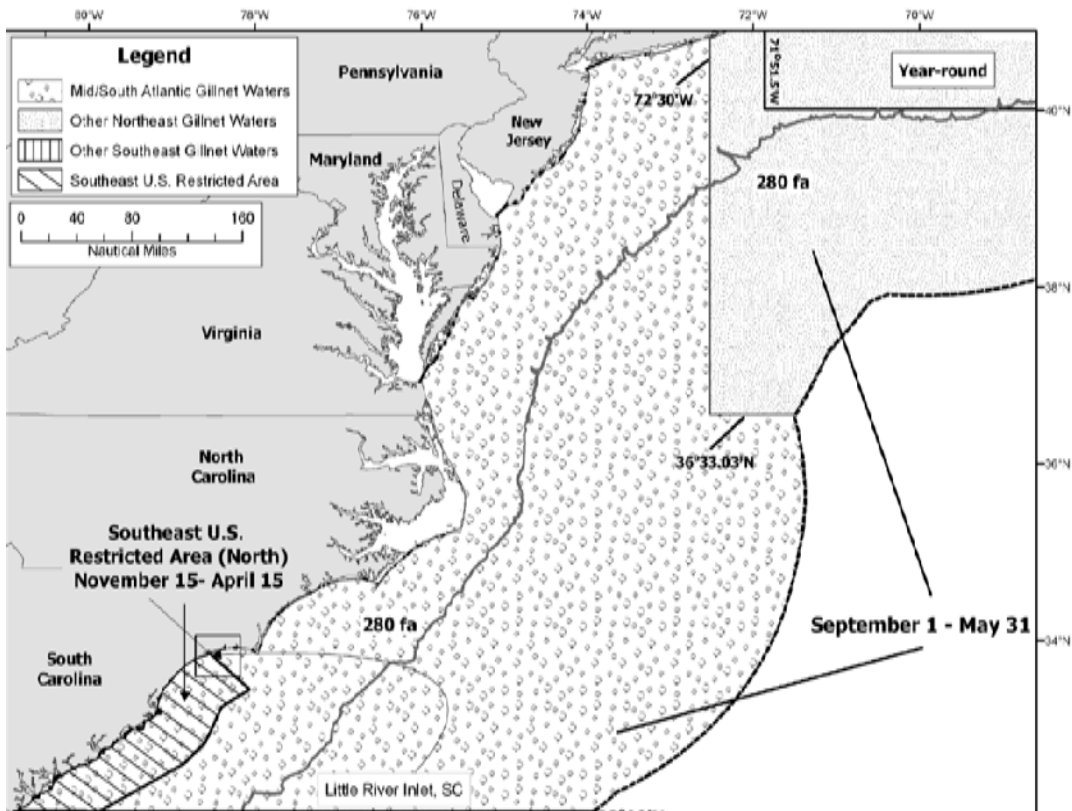 80°W 78°W 76°W 74°W 72°W 70°W
Legend
Mid/South Atlantic Gillnet Waters
Other Northeast Gillnet Waters
Other Southeast Gillnet Waters
Southeast U.S. Restricted Area
0 40 80 160
Nautical Miles
Pennsylvania
New
Jersey
Maryland
Delaware
Virginia
North
Carolina
South
Carolina
72°30'W
71°51.5'W
Year-round
40°N
280 fa
38°N
36°33.03'N
36°N
Southeast U.S.
Restricted Area (North)
November 15- April 15
280 fa
September 1 - May 31
34°N
Little River Inlet, SC